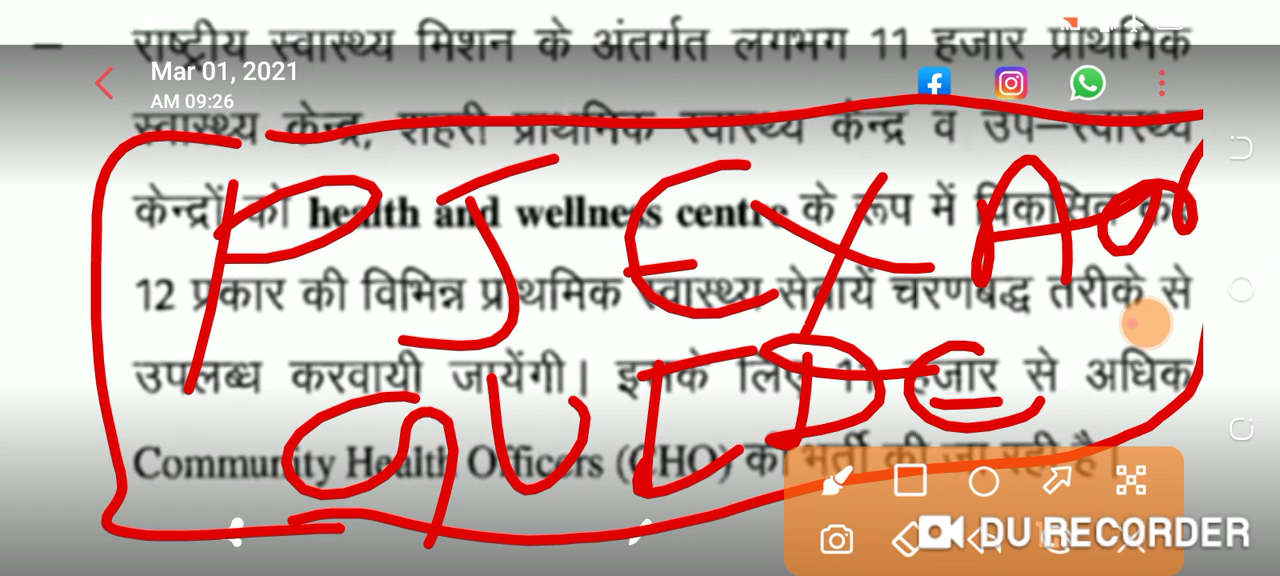 – राष्ट्रीय स्वास्थ्य मिशन के अंतर्गत लगभग 11 हजार प्राथमिक
Mar 01, 2021
AM 09:26
स्वास्थ्य केन्द्र, शहरी प्राथमिक स्वास्थ्य केन्द्र व उप–स्वास्थ्य
केन्द्रों को health and wellness centre के रूप में विकसित
PJ EXAM
12 प्रकार की विभिन्न प्राथमिक स्वास्थ्य सेवायें चरणबद्ध तरीके से
उपलब्ध करवायी जायेंगी। इसके लिए हजार से अधिक
Community Health Officers (CHO) की भर्ती की जा रही है।
DU RECORDER